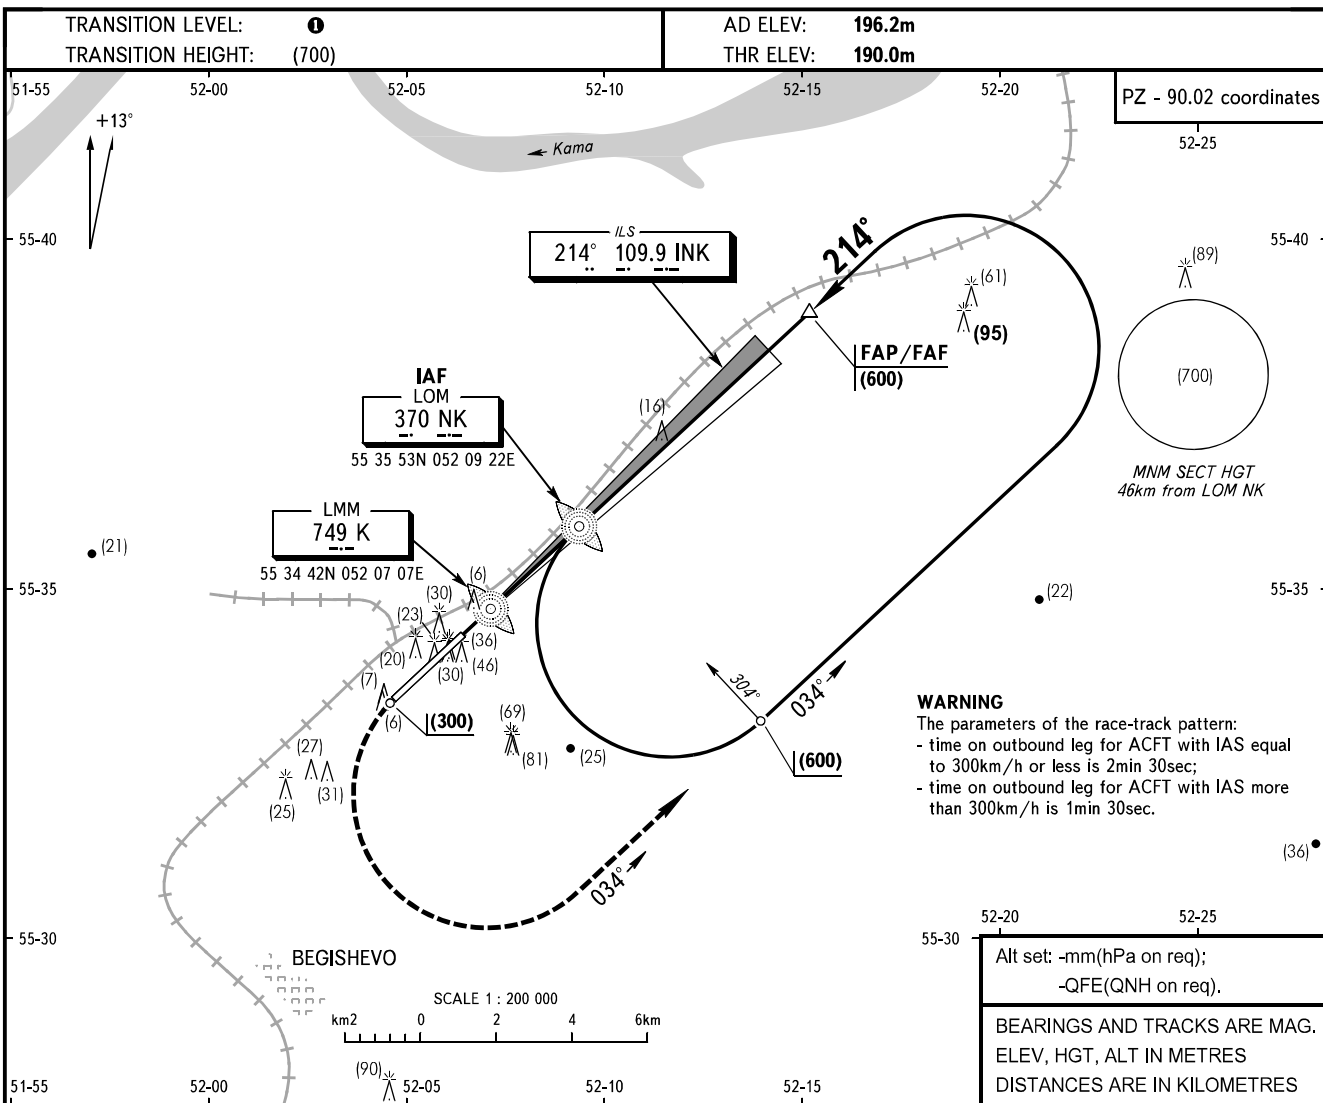 TRANSITION LEVEL: ❶
TRANSITION HEIGHT: (700)
AD ELEV: 196.2m
THR ELEV: 190.0m
51-55 52-00 52-05 52-10 52-15 52-20
PZ - 90.02 coordinates
52-25
+13°
Kama
55-40
55-40
ILS
214° 109.9 INK
214°
(89)
(61)
(95)
FAP/FAF
(600)
(700)
MNM SECT HGT
46km from LOM NK
IAF
LOM
370 NK
55 35 53N 052 09 22E
(16)
LMM
749 K
55 34 42N 052 07 07E
(21)
55-35
55-35
(6)
(30)
(23)
(20)
(36)
(46)
(30)
(22)
(7)
(6)
(300)
304°
034°
(600)
(69)
(81)
(25)
(27)
(31)
(25)
WARNING
The parameters of the race-track pattern:
- time on outbound leg for ACFT with IAS equal
to 300km/h or less is 2min 30sec;
- time on outbound leg for ACFT with IAS more
than 300km/h is 1min 30sec.
(36)
034°
52-20 52-25
55-30
55-30
BEGISHEVO
SCALE 1 : 200 000
km2 0 2 4 6km
(90)
Alt set: -mm(hPa on req);
-QFE(QNH on req).
BEARINGS AND TRACKS ARE MAG.
ELEV, HGT, ALT IN METRES
DISTANCES ARE IN KILOMETRES
51-55 52-00 52-05 52-10 52-15